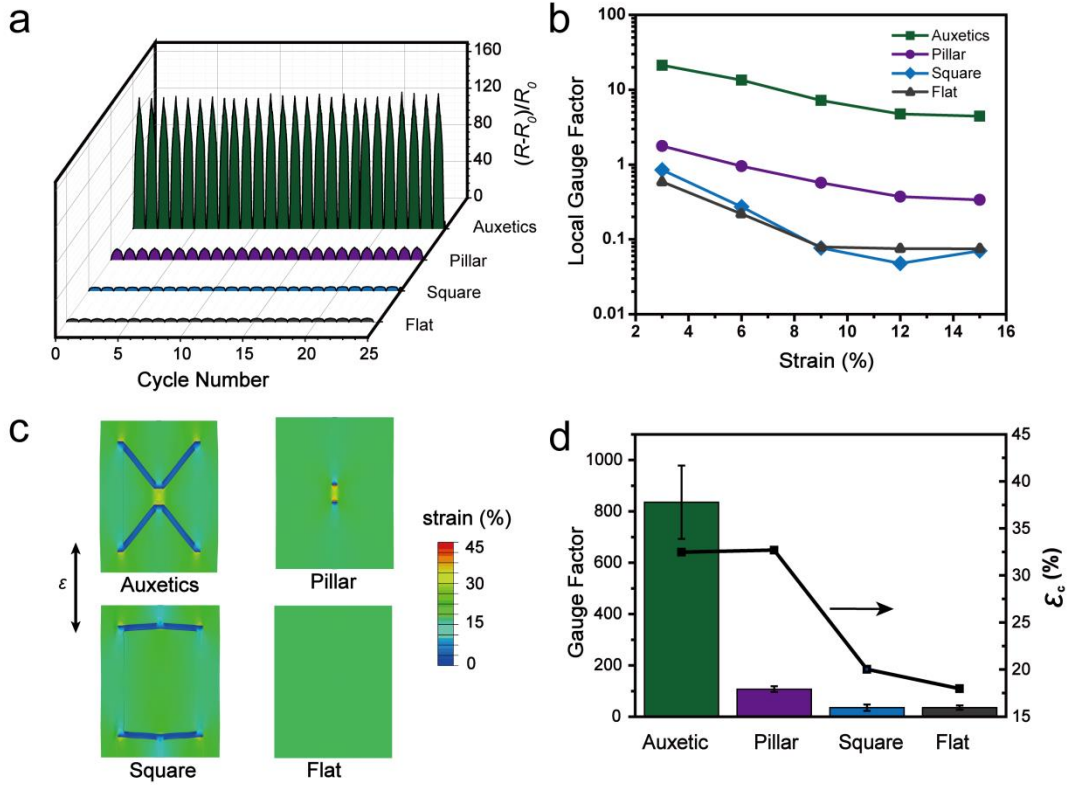 a
160
120
80
40
0
(R-R0)/R0
Auxetics
Pillar
Square
Flat
0 5 10 15 20 25
Cycle Number
b
Auxetics
Pillar
Square
Flat
100
10
1
0.1
0.01
Local Gauge Factor
2 4 6 8 10 12 14 16
Strain (%)
c
ε
Auxetics
Pillar
Square
Flat
strain (%)
45
30
15
0
d
1000
800
600
400
200
0
Gauge Factor
45
40
35
30
25
20
15
εc (%)
Auxetic Pillar Square Flat